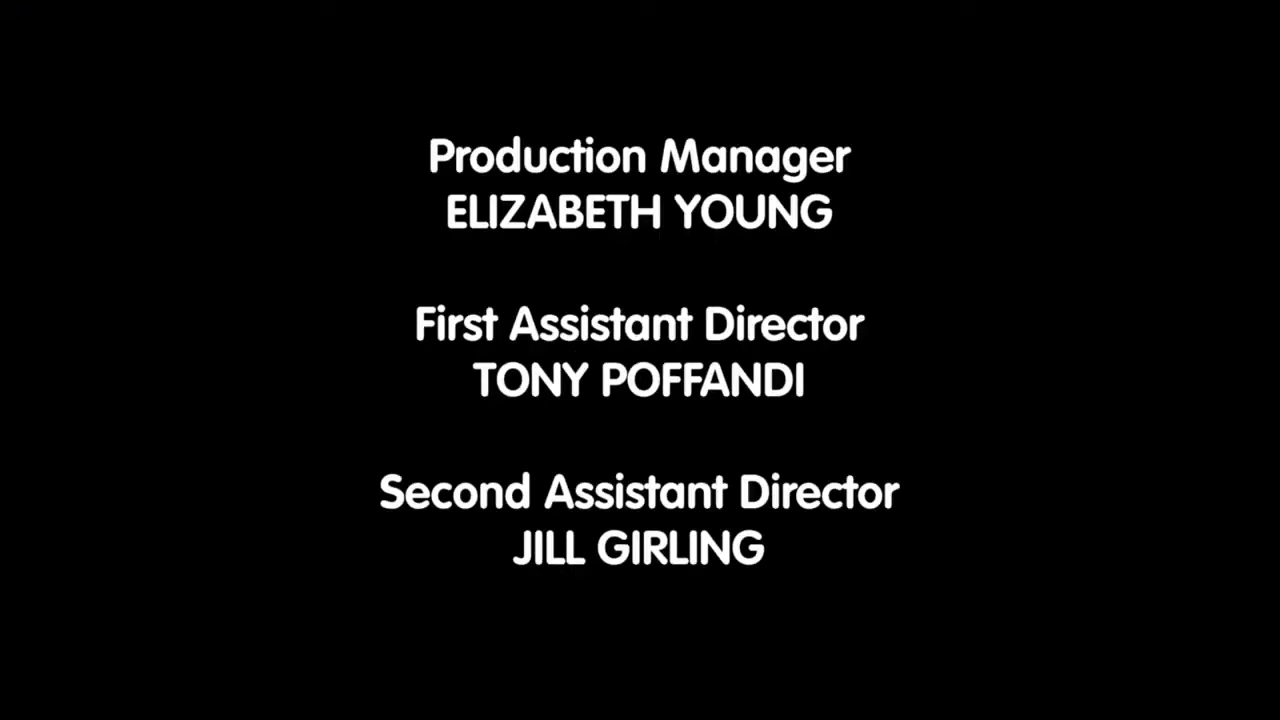 Production Manager
ELIZABETH YOUNG
First Assistant Director
TONY POFFANDI
Second Assistant Director
JILL GIRLING